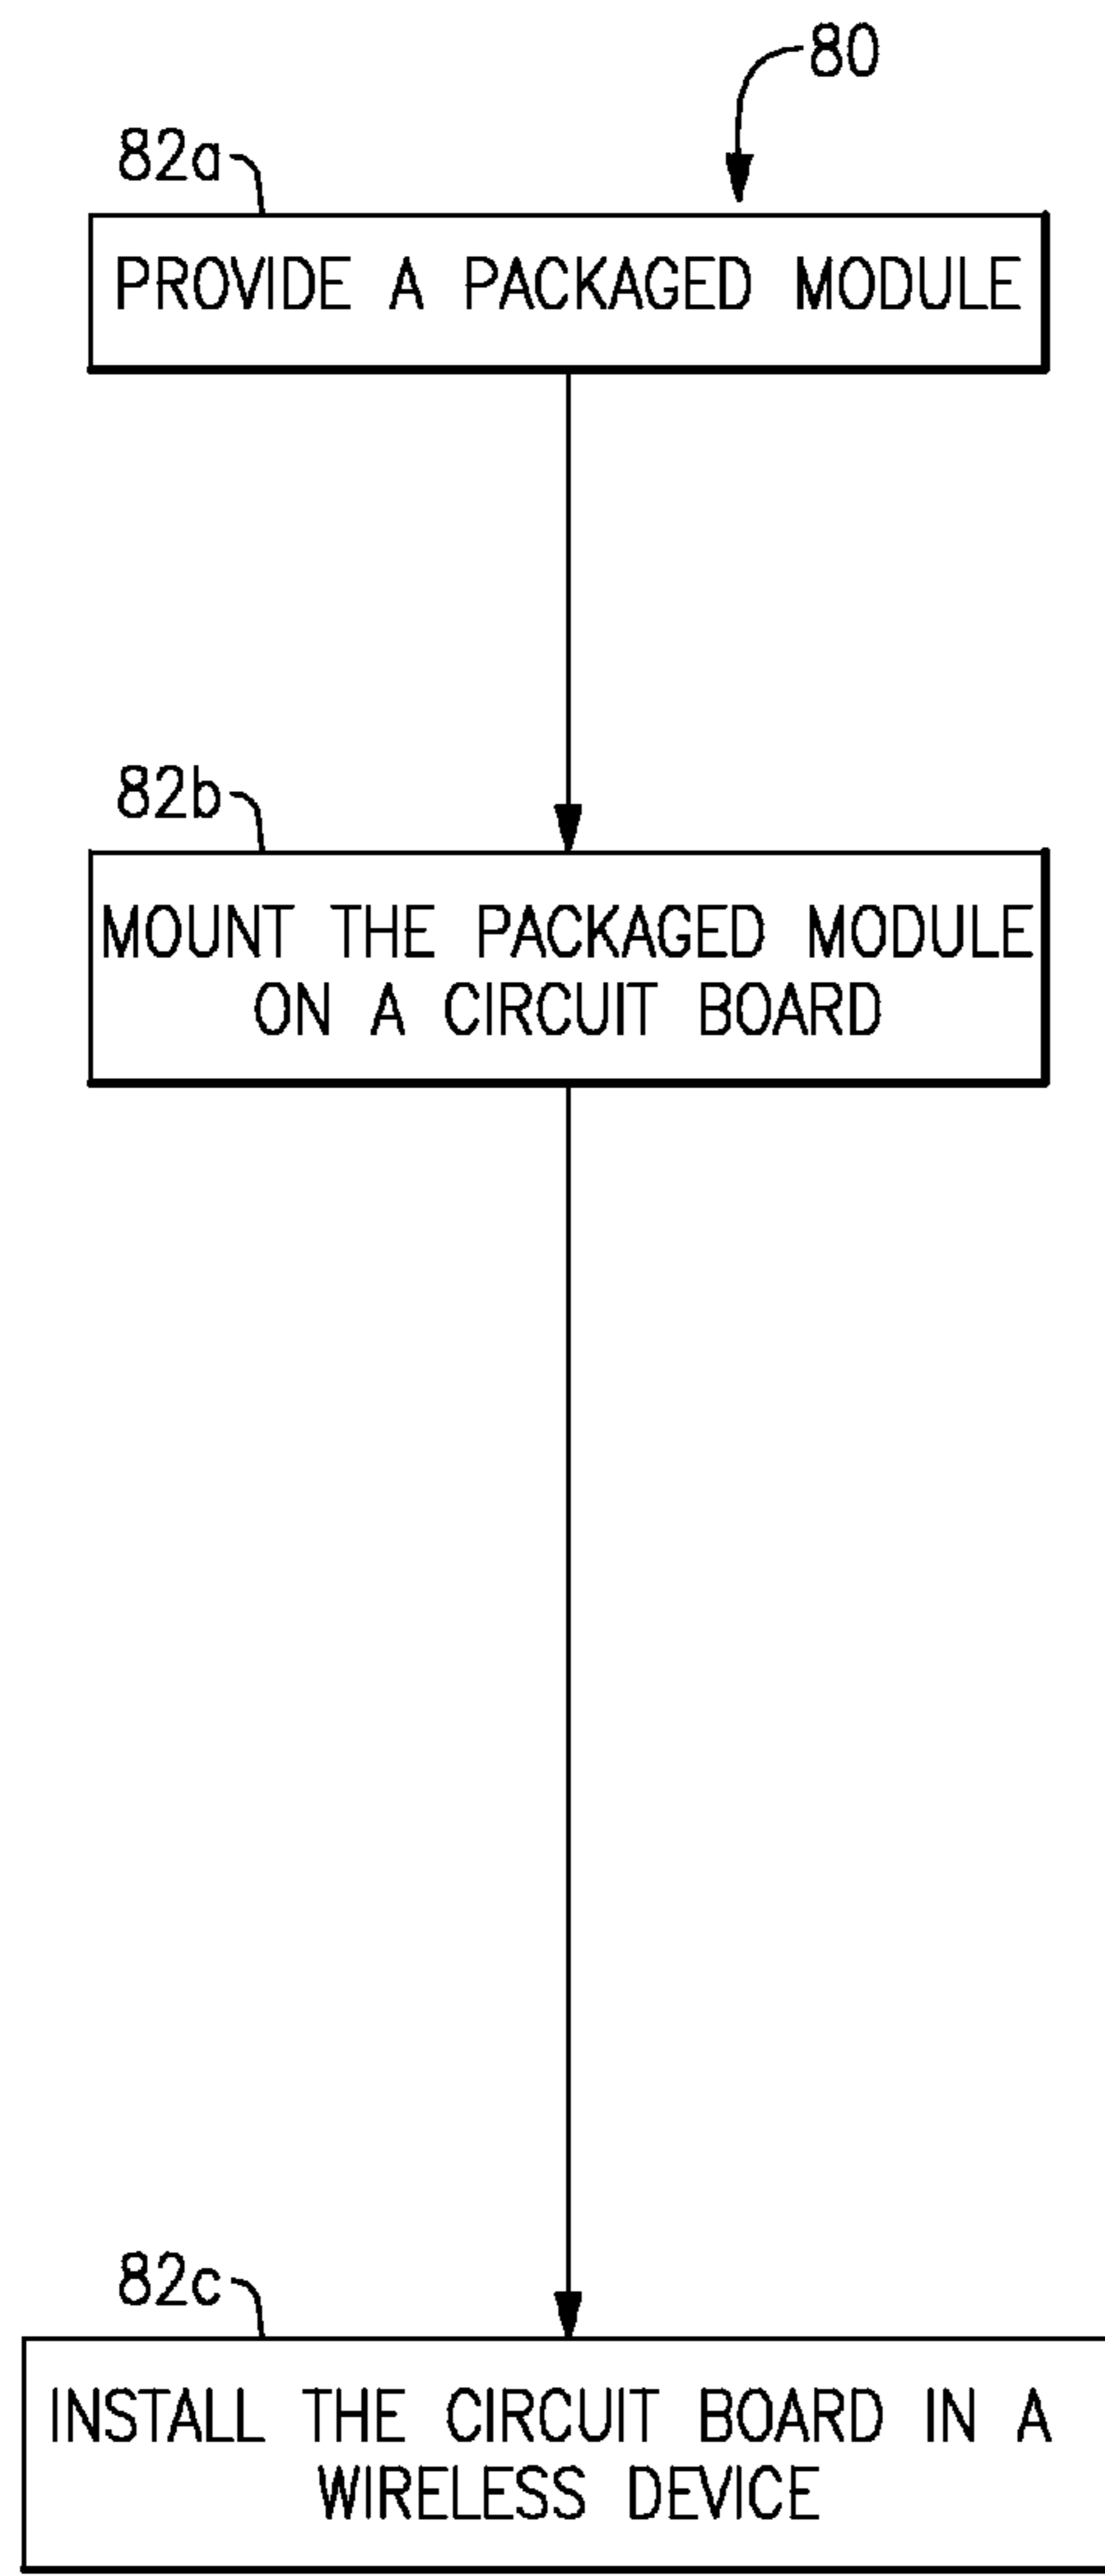 80
82a
PROVIDE A PACKAGED MODULE
82b
MOUNT THE PACKAGED MODULE
ON A CIRCUIT BOARD
82c
INSTALL THE CIRCUIT BOARD IN A
WIRELESS DEVICE